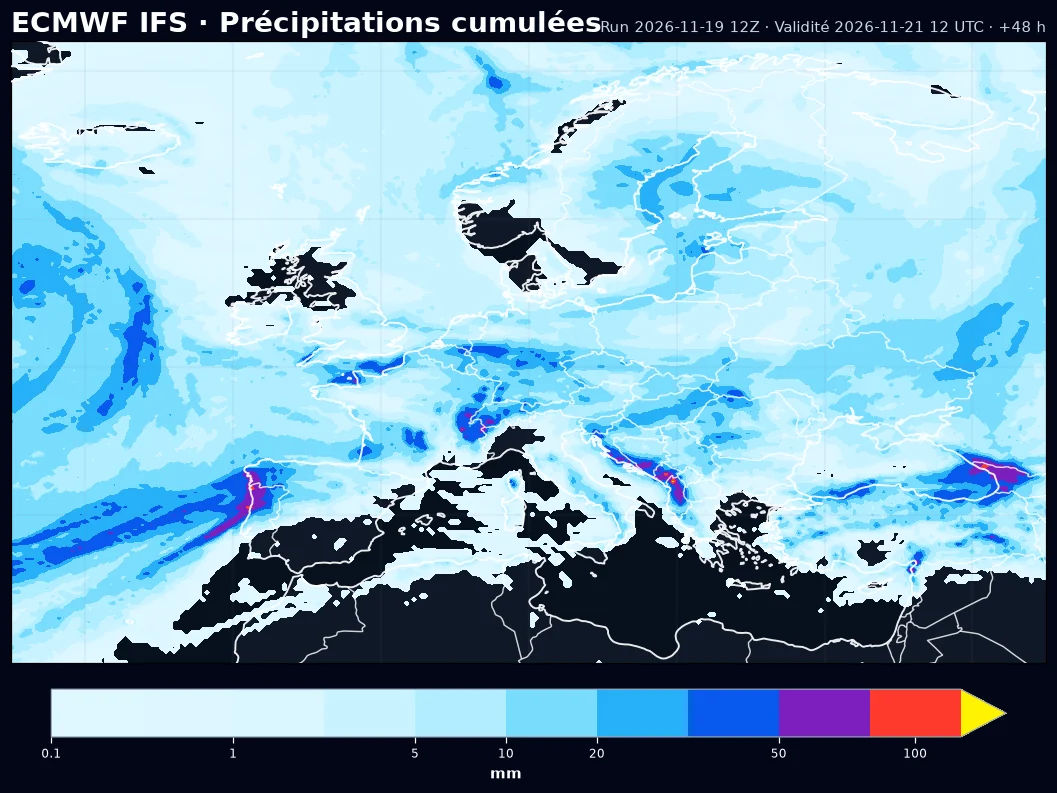 ECMWF IFS · Précipitations cumulées
Run 2026-11-19 12Z · Validité 2026-11-21 12 UTC · +48 h
0.1 1 5 10 20 50 100
mm